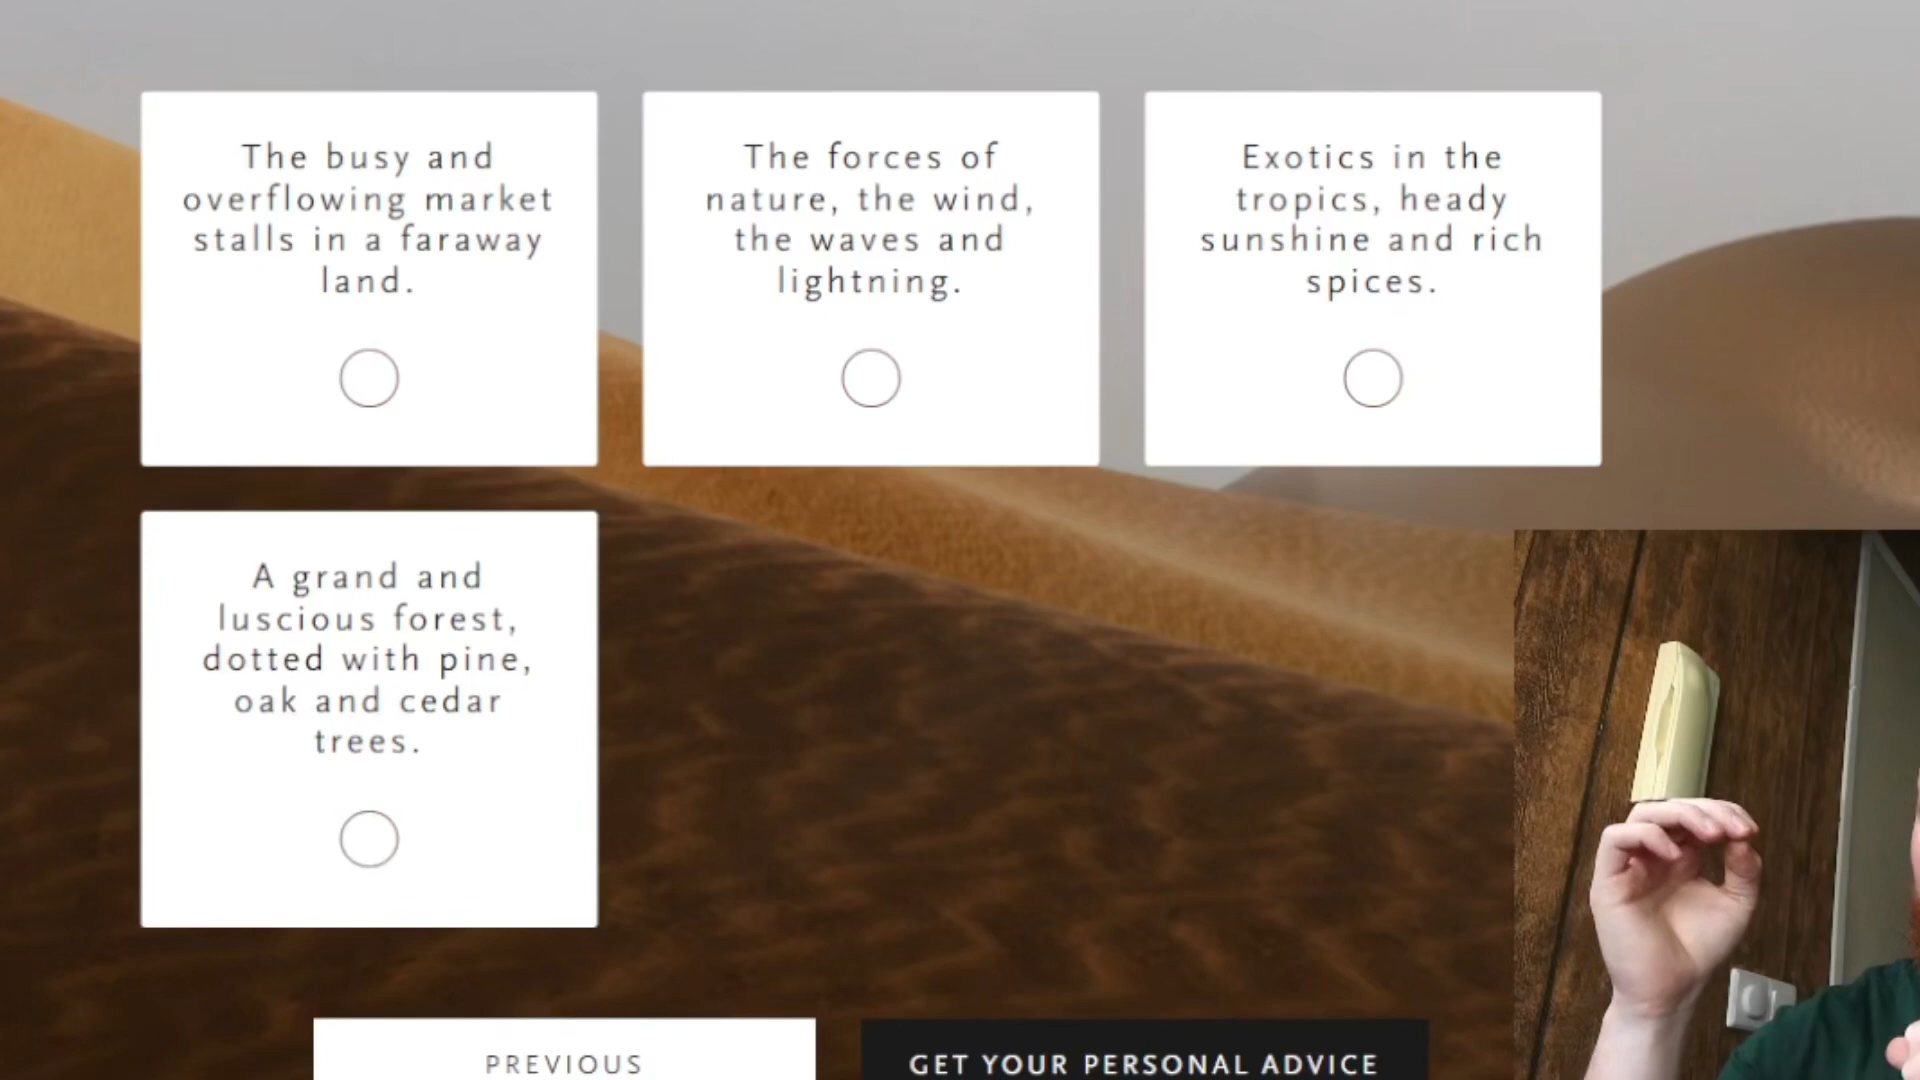 The busy and
overflowing market
stalls in a faraway
land.
The forces of
nature, the wind,
the waves and
lightning.
Exotics in the
tropics, heady
sunshine and rich
spices.
A grand and
luscious forest,
dotted with pine,
oak and cedar
trees.
PREVIOUS
GET YOUR PERSONAL ADVICE